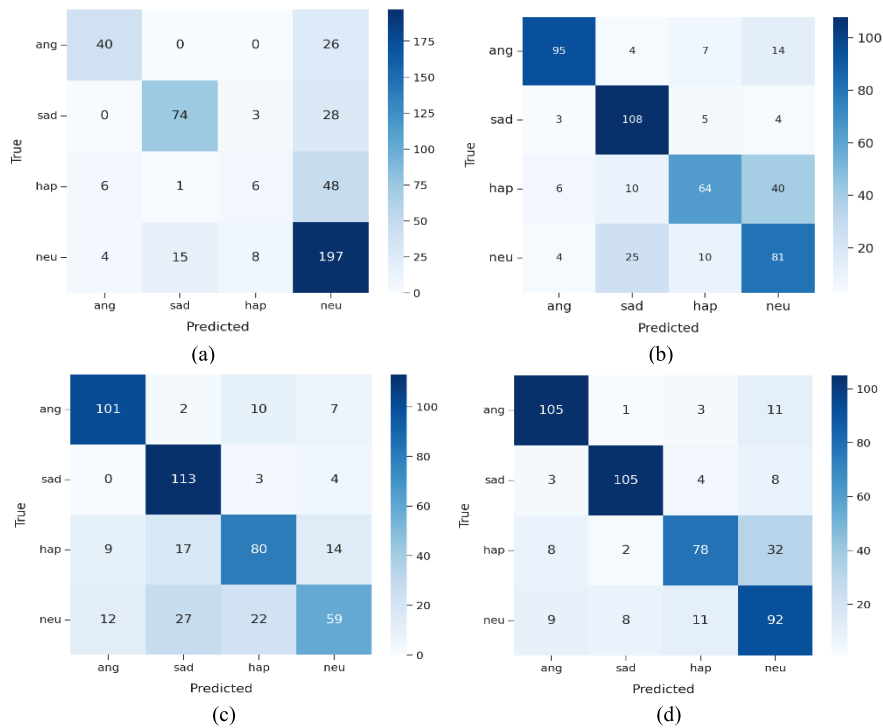 ang 40 0 0 26
sad 0 74 3 28
hap 6 1 6 48
neu 4 15 8 197
ang sad hap neu
True
Predicted
175
150
125
100
75
50
25
0
(a)
ang 95 4 7 14
sad 3 108 5 4
hap 6 10 64 40
neu 4 25 10 81
ang sad hap neu
True
Predicted
100
80
60
40
20
(b)
ang 101 2 10 7
sad 0 113 3 4
hap 9 17 80 14
neu 12 27 22 59
ang sad hap neu
True
Predicted
100
80
60
40
20
0
(c)
ang 105 1 3 11
sad 3 105 4 8
hap 8 2 78 32
neu 9 8 11 92
ang sad hap neu
True
Predicted
100
80
60
40
20
(d)